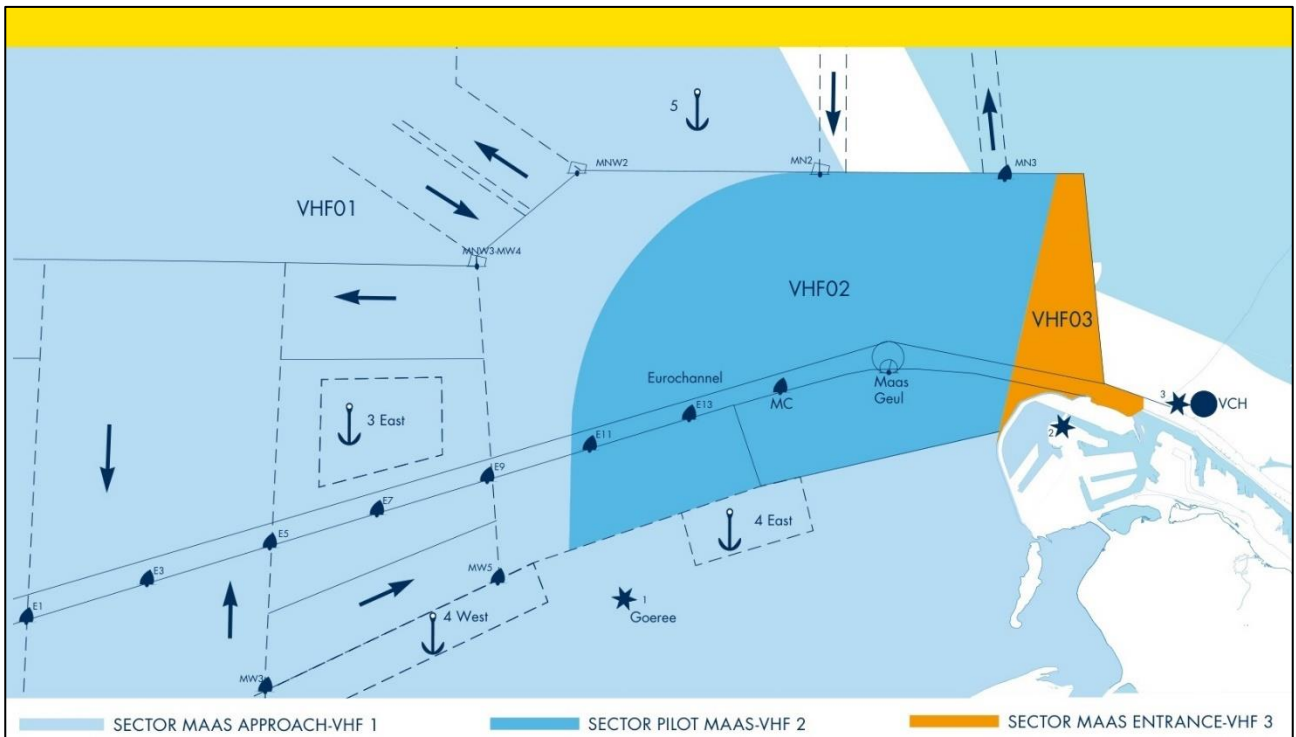 5
MNW2
MN2
MN3
VHF01
MNW3-MW4
VHF02
VHF03
Eurochannel
Maas
Geul
MC
E13
3 East
E11
E9
E7
E5
E3
E1
3
VCH
2
4 East
MW5
1
Goeree
4 West
MW3
SECTOR MAAS APPROACH-VHF 1
SECTOR PILOT MAAS-VHF 2
SECTOR MAAS ENTRANCE-VHF 3